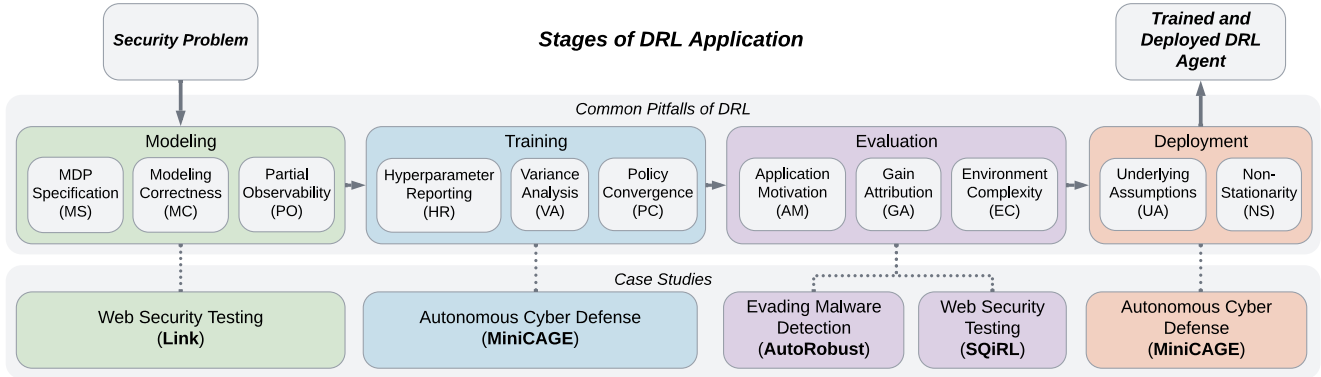 Security Problem
Stages of DRL Application
Trained and
Deployed DRL
Agent
Common Pitfalls of DRL
Modeling
MDP
Specification
(MS)
Modeling
Correctness
(MC)
Partial
Observability
(PO)
Training
Hyperparameter
Reporting
(HR)
Variance
Analysis
(VA)
Policy
Convergence
(PC)
Evaluation
Application
Motivation
(AM)
Gain
Attribution
(GA)
Environment
Complexity
(EC)
Deployment
Underlying
Assumptions
(UA)
Non-
Stationarity
(NS)
Case Studies
Web Security Testing
(Link)
Autonomous Cyber Defense
(MiniCAGE)
Evading Malware
Detection
(AutoRobust)
Web Security
Testing
(SQiRL)
Autonomous Cyber
Defense
(MiniCAGE)